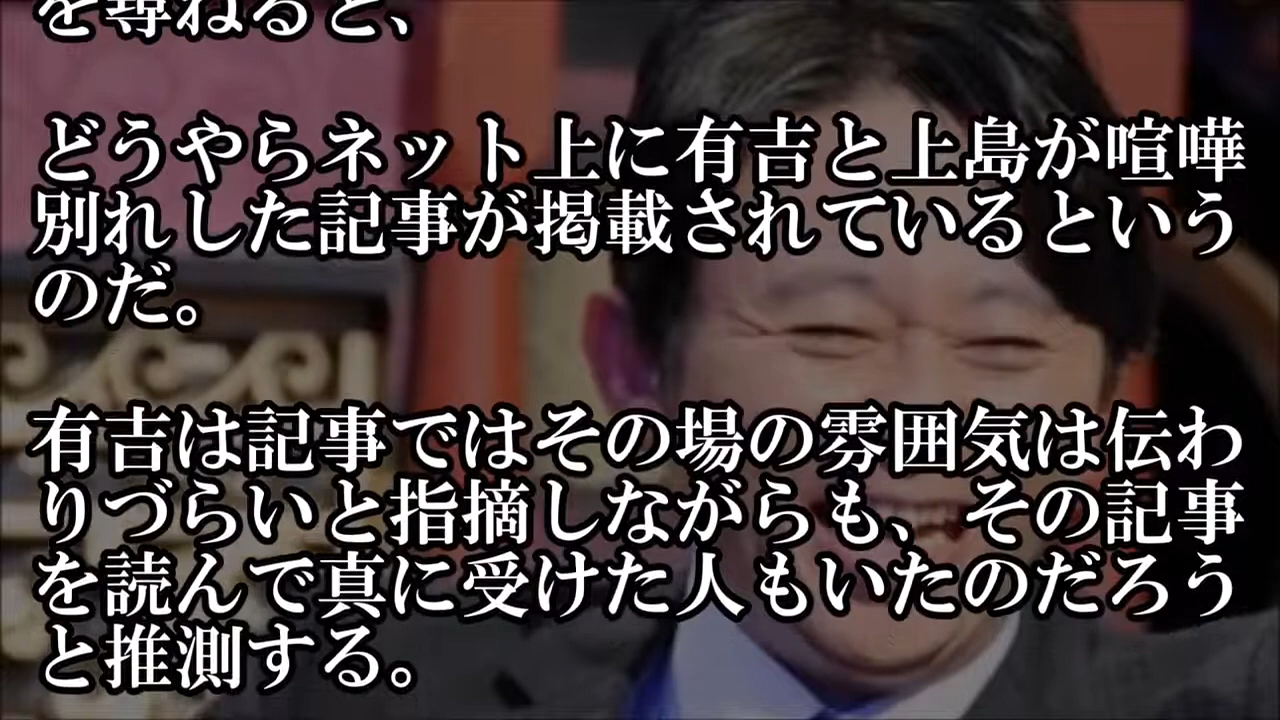 を尋ねると、
どうやらネット上に有吉と上島が喧嘩
別れした記事が掲載されているという
のだ。
有吉は記事ではその場の雰囲気は伝わ
りづらいと指摘しながらも、その記事
を読んで真に受けた人もいたのだろう
と推測する。